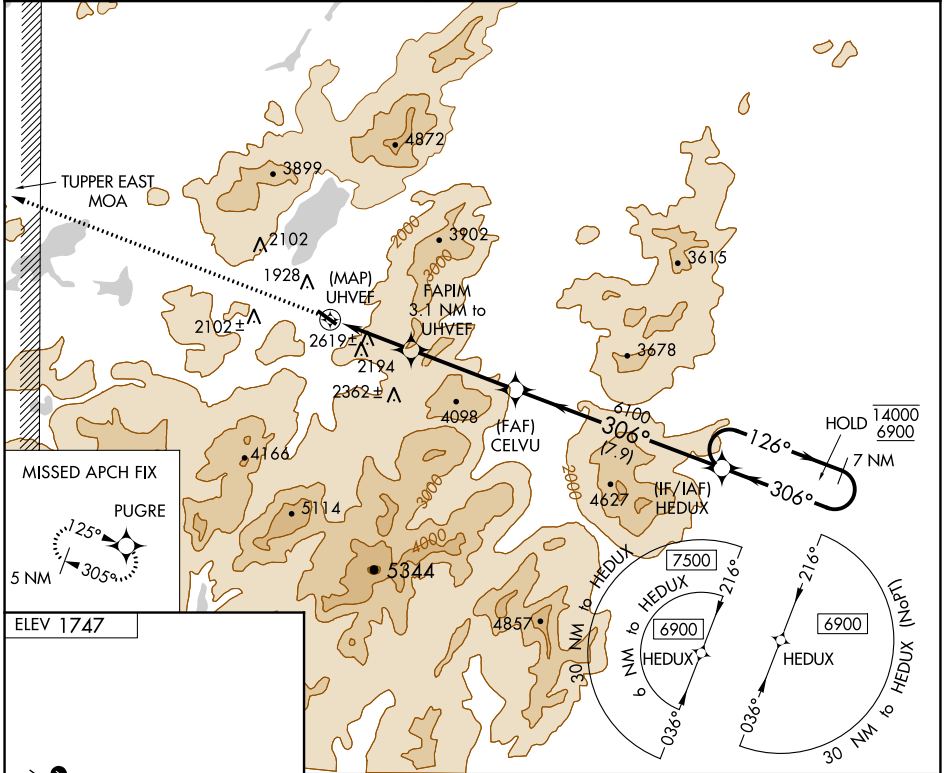 4872
3899
TUPPER EAST
MOA
2102
2000
3902
3000
3615
1928
(MAP)
UHVEF
FAPIM
3.1 NM to
UHVEF
2102±
2619±
2194
2362±
3678
4098
(FAF)
CELVU
6100
306°
(7.9)
126°
HOLD
14000
6900
7 NM
306°
(IF/IAF)
HEDUX
4627
2000
4166
3000
5114
4000
5344
4857
MISSED APCH FIX
PUGRE
125°
305°
5 NM
ELEV 1747
30 NM to HEDUX
7500
216°
6 NM to HEDUX
6900
HEDUX
036°
216°
6900
HEDUX
036°
30 NM to HEDUX (NoPT)